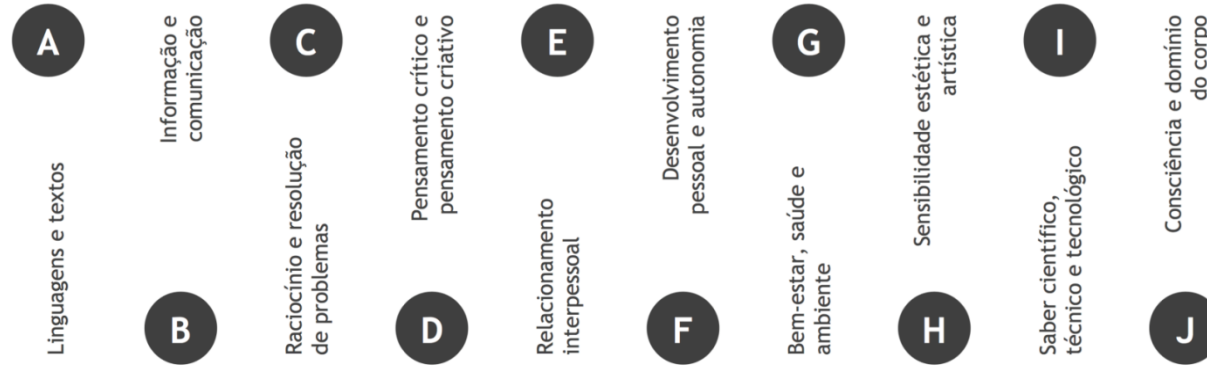 A
Linguagens e textos
Informação e
comunicação
B
C
Raciocínio e resolução
de problemas
Pensamento crítico e
pensamento criativo
D
E
Relacionamento
interpessoal
Desenvolvimento
pessoal e autonomia
F
G
Bem-estar, saúde e
ambiente
Sensibilidade estética e
artística
H
I
Saber científico,
técnico e tecnológico
Consciência e domínio
do corpo
J